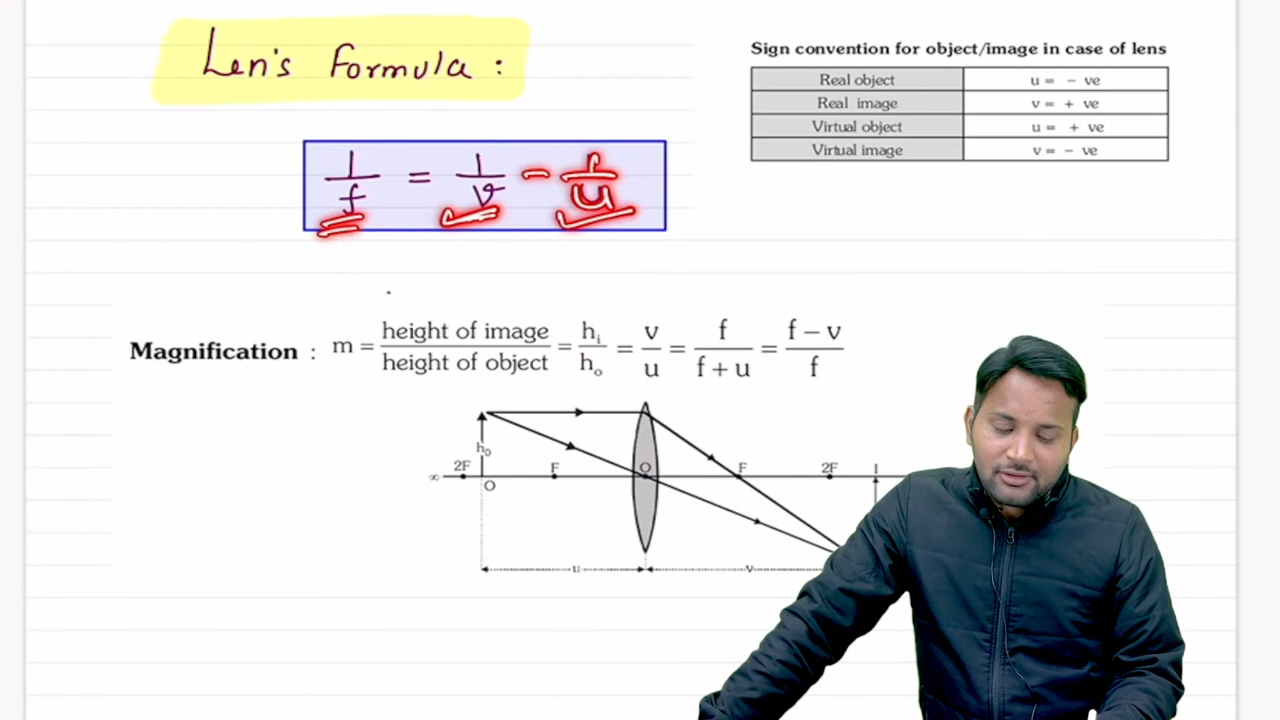 Len's Formula :
Sign convention for object/image in case of lens
Real object u = - ve
Real image v = + ve
Virtual object u = + ve
Virtual image v = - ve
1/f = 1/v - 1/u
Magnification : m = height of image / height of object = hᵢ/hₒ = v/u = f/(f + u) = (f - v)/f
hₒ
∞ 2F O F O F 2F I
u v